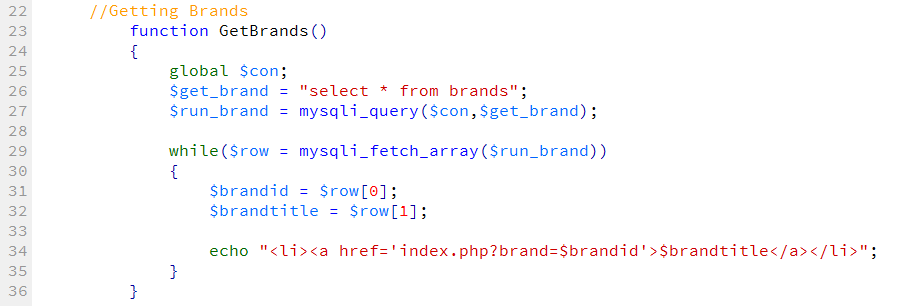 22 //Getting Brands
23 function GetBrands()
24 {
25 global $con;
26 $get_brand = "select * from brands";
27 $run_brand = mysqli_query($con,$get_brand);
28
29 while($row = mysqli_fetch_array($run_brand))
30 {
31 $brandid = $row[0];
32 $brandtitle = $row[1];
33
34 echo "<li><a href='index.php?brand=$brandid'>$brandtitle</a></li>";
35 }
36 }